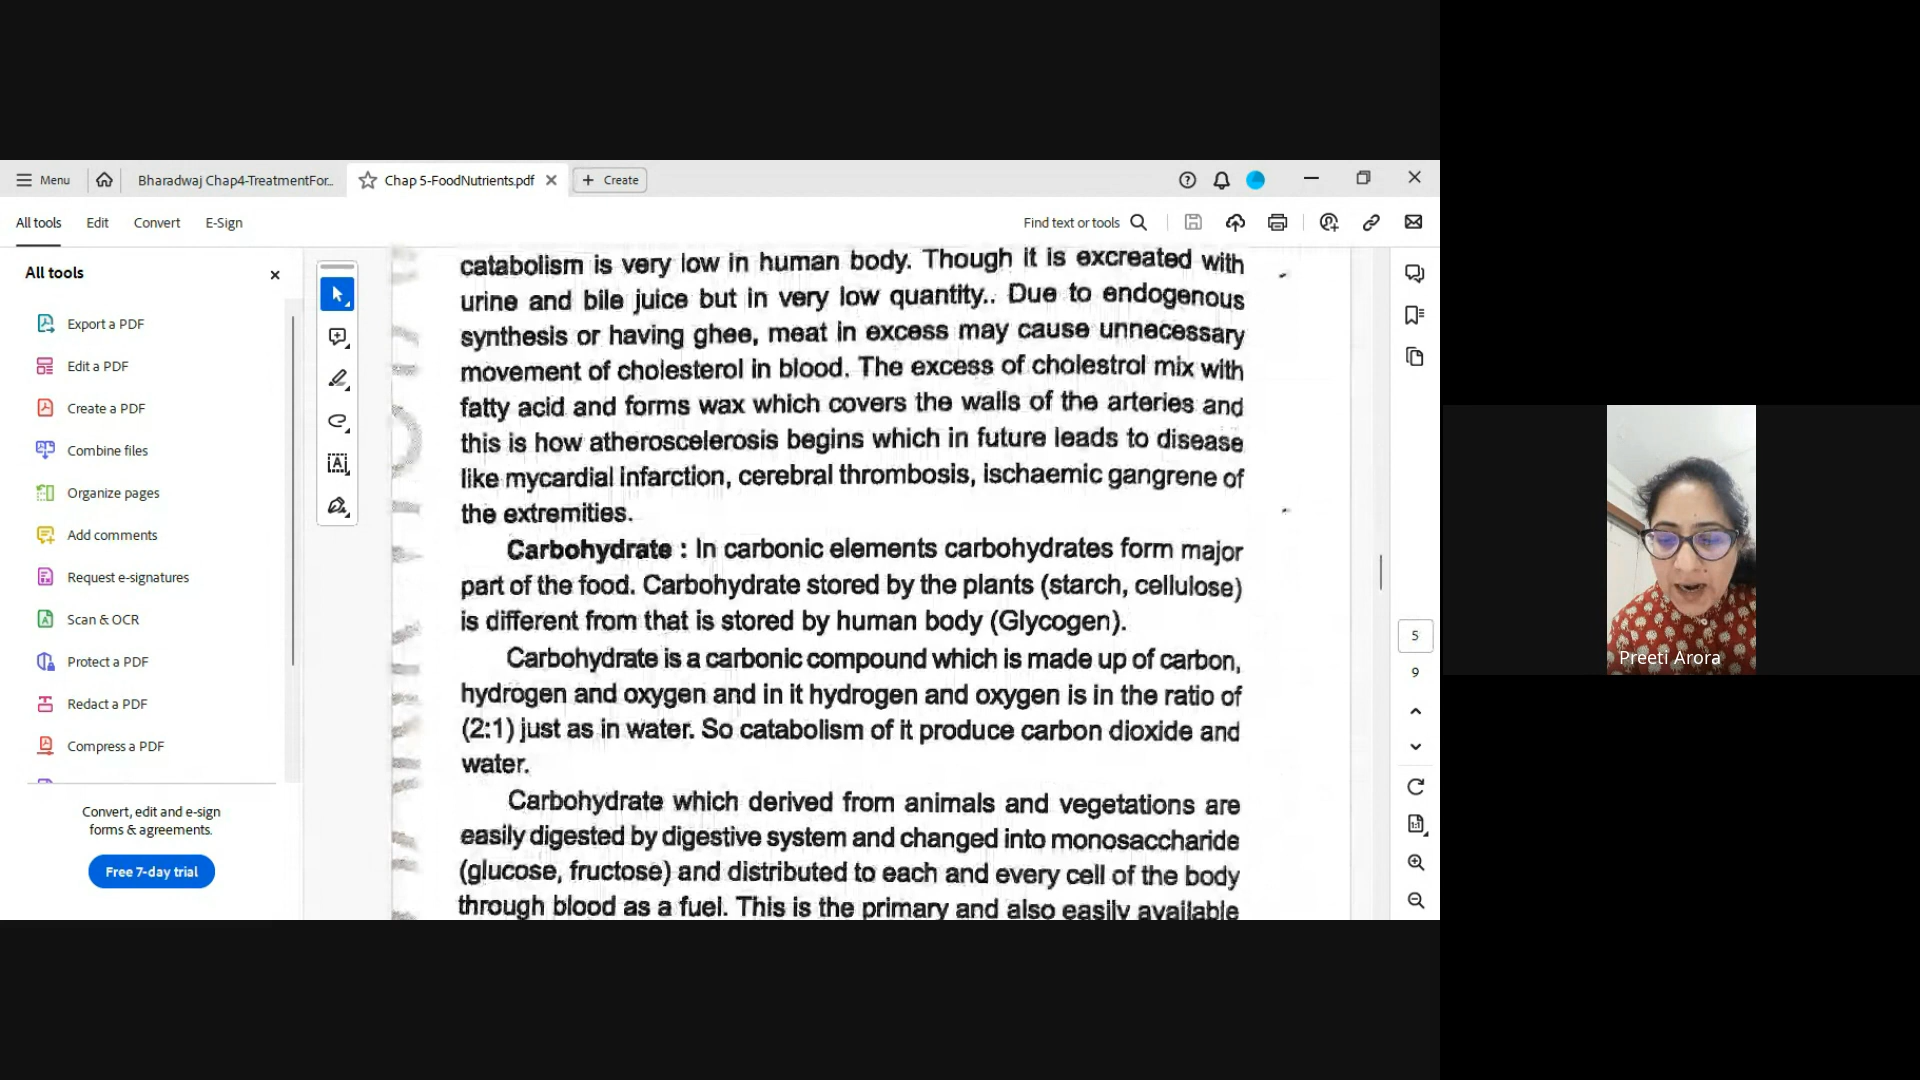 Menu
Bharadwaj Chap4-TreatmentFor...
Chap 5-FoodNutrients.pdf
Create
All tools
Edit
Convert
E-Sign
Find text or tools
All tools
Export a PDF
Edit a PDF
Create a PDF
Combine files
Organize pages
Add comments
Request e-signatures
Scan & OCR
Protect a PDF
Redact a PDF
Compress a PDF
Convert, edit and e-sign
forms & agreements.
Free 7-day trial
catabolism is very low in human body. Though it is excreated with
urine and bile juice but in very low quantity.. Due to endogenous
synthesis or having ghee, meat in excess may cause unnecessary
movement of cholesterol in blood. The excess of cholestrol mix with
fatty acid and forms wax which covers the walls of the arteries and
this is how atheroscelerosis begins which in future leads to disease
like mycardial infarction, cerebral thrombosis, ischaemic gangrene of
the extremities.
Carbohydrate : In carbonic elements carbohydrates form major
part of the food. Carbohydrate stored by the plants (starch, cellulose)
is different from that is stored by human body (Glycogen).
Carbohydrate is a carbonic compound which is made up of carbon,
hydrogen and oxygen and in it hydrogen and oxygen is in the ratio of
(2:1) just as in water. So catabolism of it produce carbon dioxide and
water.
Carbohydrate which derived from animals and vegetations are
easily digested by digestive system and changed into monosaccharide
(glucose, fructose) and distributed to each and every cell of the body
through blood as a fuel. This is the primary and also easily available
5
9
Preeti Arora